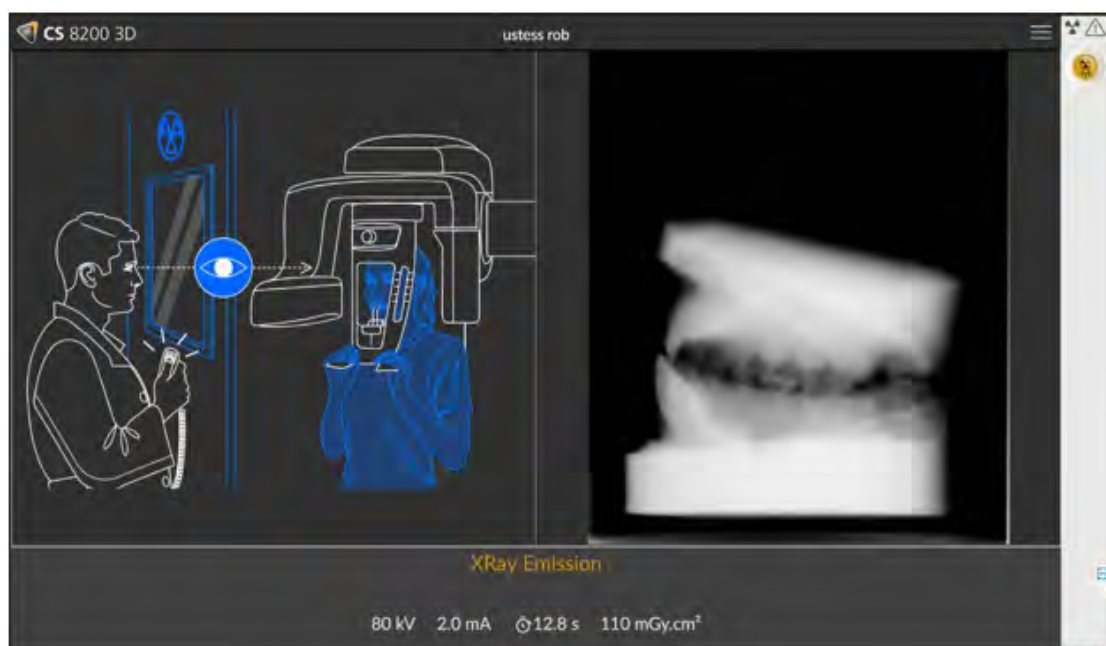 CS 8200 3D
ustess rob
XRay Emission
80 kV 2.0 mA 12.8 s 110 mGy.cm²